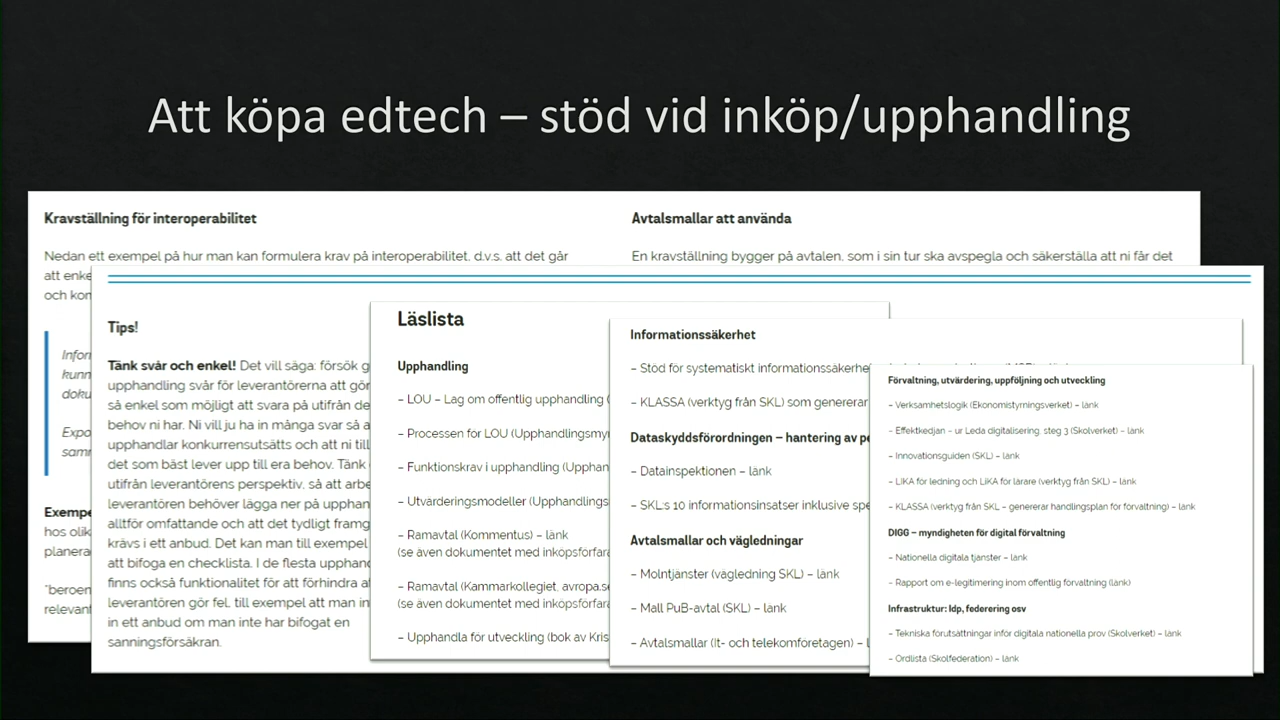 Att köpa edtech – stöd vid inköp/upphandling
Kravställning för interoperabilitet
Nedan ett exempel på hur man kan formulera krav på interoperabilitet, d.v.s. att det går
att enke
och kon
Infor
kunn
doku
Expo
samr
Exempe
hos olik
planera
*beroen
relevant
Avtalsmallar att använda
En kravställning bygger på avtalen, som i sin tur ska avspegla och säkerställa att ni får det
Tips!
Tänk svår och enkel! Det vill säga: försök g
upphandling svår för leverantörerna att gör
så enkel som möjligt att svara på utifrån de
behov ni har. Ni vill ju ha in många svar så a
upphandlar konkurrensutsätts och att ni till
det som bäst lever upp till era behov. Tänk
utifrån leverantörens perspektiv, så att arbe
leverantören behöver lägga ner på upphan
alltför omfattande och att det tydligt framg
krävs i ett anbud. Det kan man till exempel
att bifoga en checklista. I de flesta upphand
finns också funktionalitet för att förhindra at
leverantören gör fel, till exempel att man in
in ett anbud om man inte har bifogat en
sanningsförsäkran.
Läslista
Upphandling
– LOU – Lag om offentlig upphandling (
– Processen för LOU (Upphandlingsmyn
– Funktionskrav i upphandling (Upphan
– Utvärderingsmodeller (Upphandlings
– Ramavtal (Kommentus) – länk
(se även dokumentet med inköpsförfara
– Ramavtal (Kammarkollegiet, avropa.se
(se även dokumentet med inköpsförfara
– Upphandla för utveckling (bok av Kris
Informationssäkerhet
– Stöd för systematiskt informationssäkerhe
– KLASSA (verktyg från SKL) som genererar
Dataskyddsförordningen – hantering av pe
– Datainspektionen – länk
– SKL:s 10 informationsinsatser inklusive spe
Avtalsmallar och vägledningar
– Molntjänster (vägledning SKL) – länk
– Mall PuB-avtal (SKL) – länk
– Avtalsmallar (It- och telekomföretagen) – l
Förvaltning, utvärdering, uppföljning och utveckling
– Verksamhetslogik (Ekonomistyrningsverket) – länk
– Effektkedjan – ur Leda digitalisering, steg 3 (Skolverket) – länk
– Innovationsguiden (SKL) – länk
– LIKA för ledning och LiKA för lärare (verktyg från SKL) – länk
– KLASSA (verktyg från SKL – genererar handlingsplan för förvaltning) – länk
DIGG – myndigheten för digital förvaltning
– Nationella digitala tjänster – länk
– Rapport om e-legitimering inom offentlig förvaltning (länk)
Infrastruktur: Idp, federering osv
– Tekniska förutsättningar inför digitala nationella prov (Skolverket) – länk
– Ordlista (Skolfederation) – länk